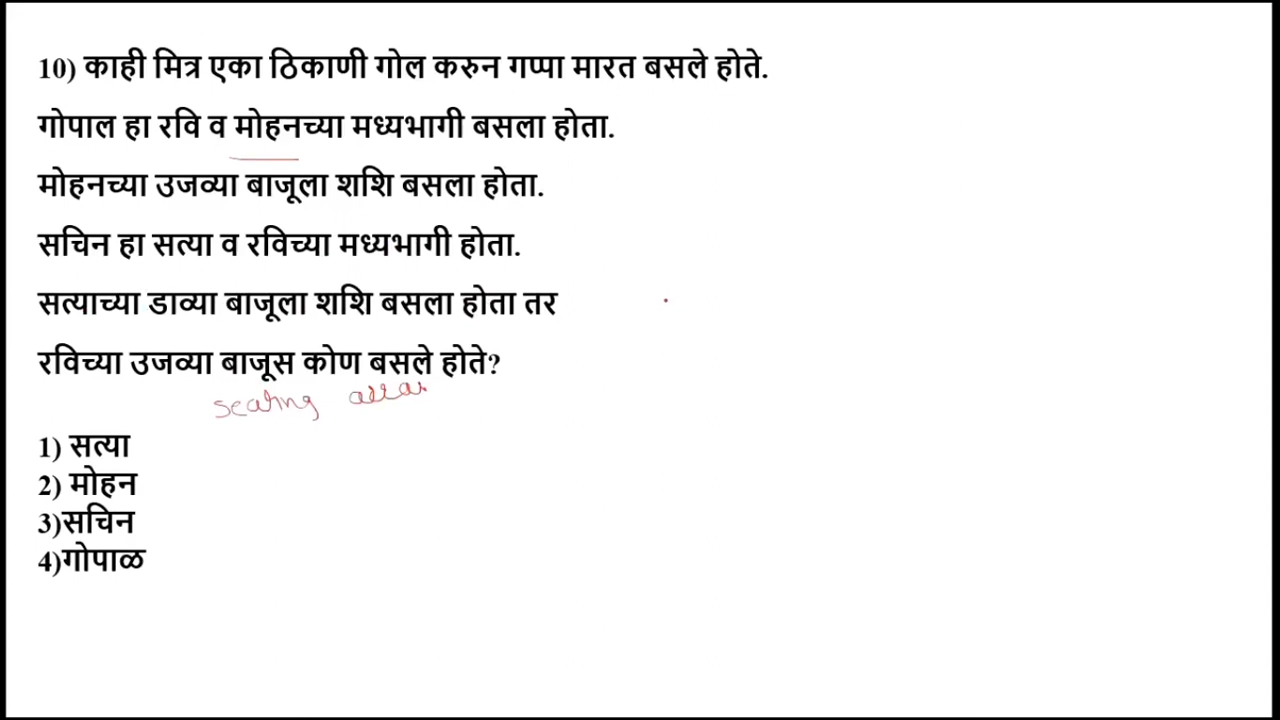 10) काही मित्र एका ठिकाणी गोल करुन गप्पा मारत बसले होते.
गोपाल हा रवि व मोहनच्या मध्यभागी बसला होता.
मोहनच्या उजव्या बाजूला शशि बसला होता.
सचिन हा सत्या व रविच्या मध्यभागी होता.
सत्याच्या डाव्या बाजूला शशि बसला होता तर
रविच्या उजव्या बाजूस कोण बसले होते?
seating
1) सत्या
2) मोहन
3)सचिन
4)गोपाळ